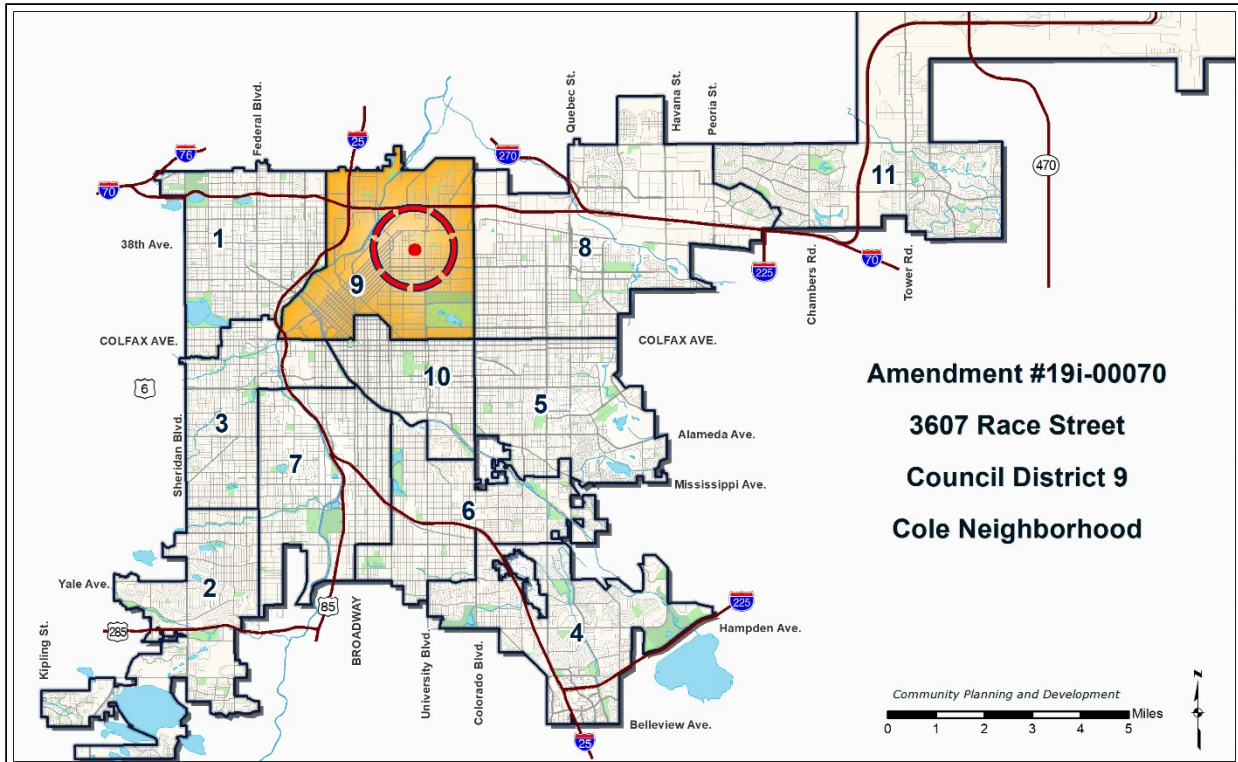 Federal Blvd.
Quebec St.
Havana St.
Peoria St.
76
25
270
70
470
11
1
38th Ave.
8
9
225
70
Chambers Rd.
Tower Rd.
COLFAX AVE.
COLFAX AVE.
6
10
5
3
Sheridan Blvd.
7
Alameda Ave.
Mississippi Ave.
6
Yale Ave.
2
85
285
BROADWAY
University Blvd.
Colorado Blvd.
4
225
Hampden Ave.
Kipling St.
Belleview Ave.
25
Amendment #19i-00070
3607 Race Street
Council District 9
Cole Neighborhood
Community Planning and Development
Miles
0 1 2 3 4 5
Z